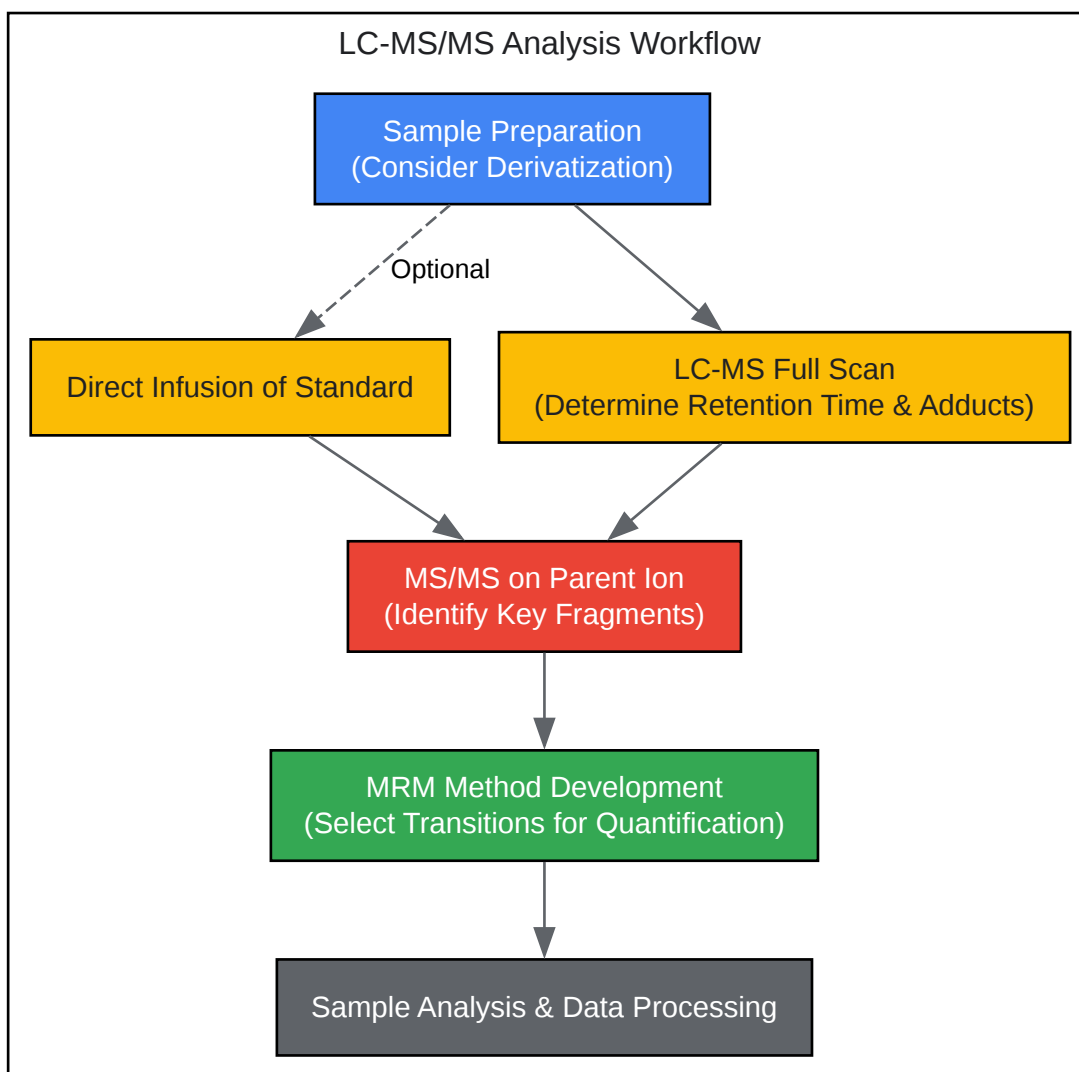 LC-MS/MS Analysis Workflow
Sample Preparation
(Consider Derivatization)
Optional
Direct Infusion of Standard
LC-MS Full Scan
(Determine Retention Time & Adducts)
MS/MS on Parent Ion
(Identify Key Fragments)
MRM Method Development
(Select Transitions for Quantification)
Sample Analysis & Data Processing